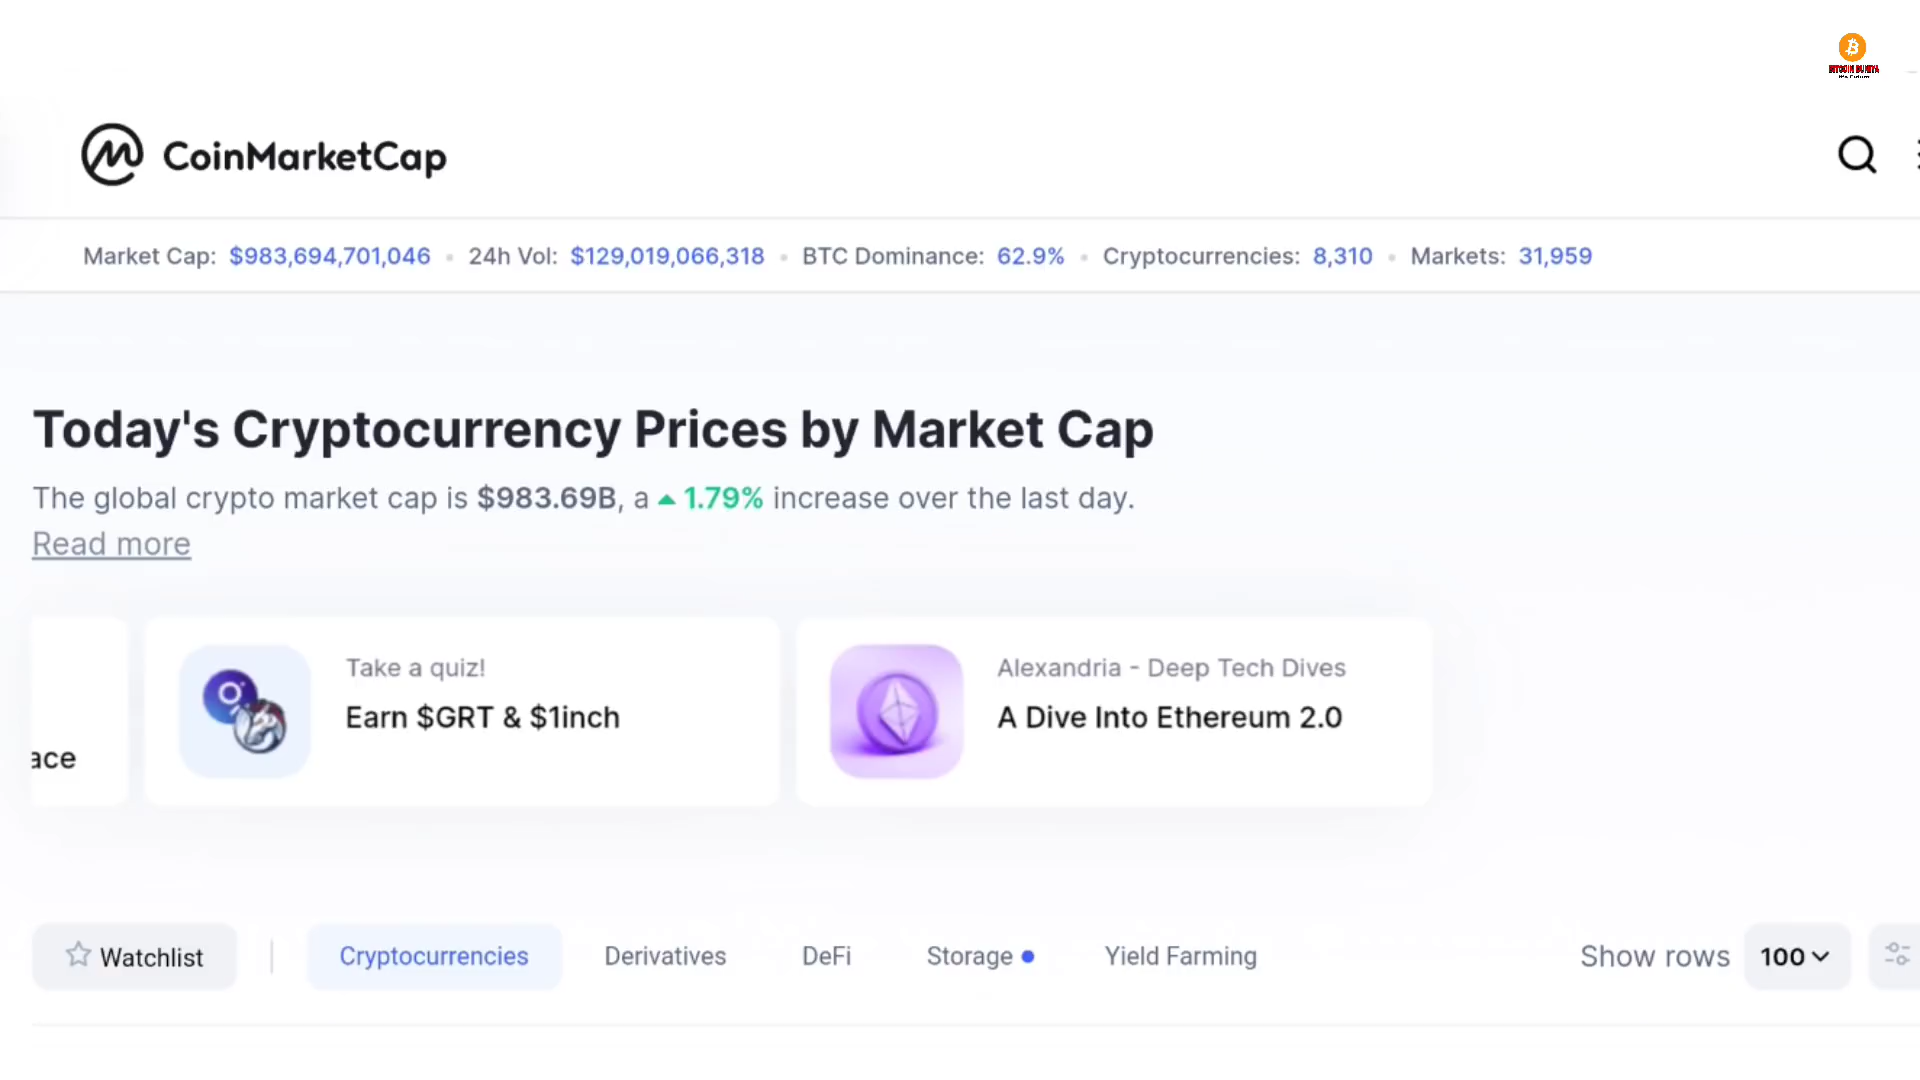 BITCOIN DUNIYA
CoinMarketCap
Market Cap: $983,694,701,046 • 24h Vol: $129,019,066,318 • BTC Dominance: 62.9% • Cryptocurrencies: 8,310 • Markets: 31,959
Today's Cryptocurrency Prices by Market Cap
The global crypto market cap is $983.69B, a ▲ 1.79% increase over the last day.
Read more
ace
Take a quiz!
Earn $GRT & $1inch
Alexandria - Deep Tech Dives
A Dive Into Ethereum 2.0
Watchlist
Cryptocurrencies
Derivatives
DeFi
Storage
Yield Farming
Show rows
100